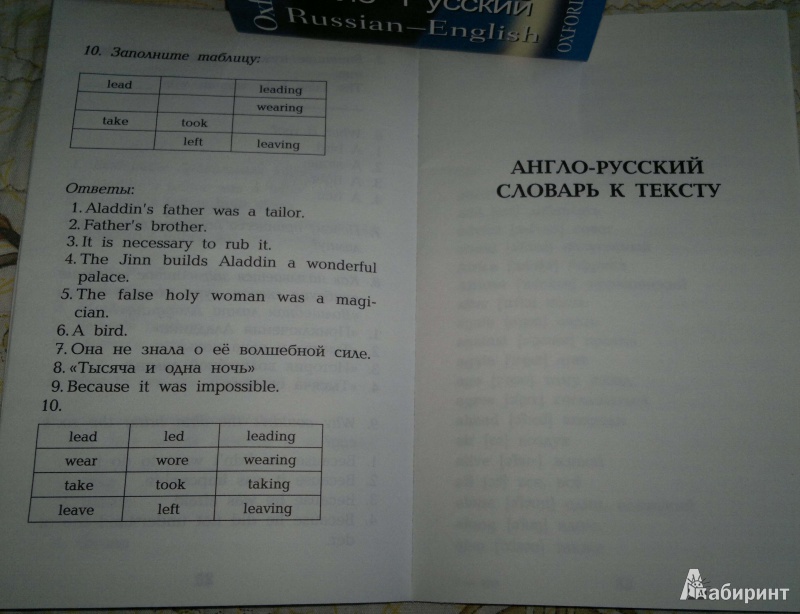 Русский
Russian–English
OXFORD
10. Заполните таблицу:
lead leading
wearing
take took
left leaving
Ответы:
1. Aladdin's father was a tailor.
2. Father's brother.
3. It is necessary to rub it.
4. The Jinn builds Aladdin a wonderful
palace.
5. The false holy woman was a magi-
cian.
6. A bird.
7. Она не знала о её волшебной силе.
8. «Тысяча и одна ночь»
9. Because it was impossible.
10.
lead led leading
wear wore wearing
take took taking
leave left leaving
АНГЛО-РУССКИЙ
СЛОВАРЬ К ТЕКСТУ
Лабиринт